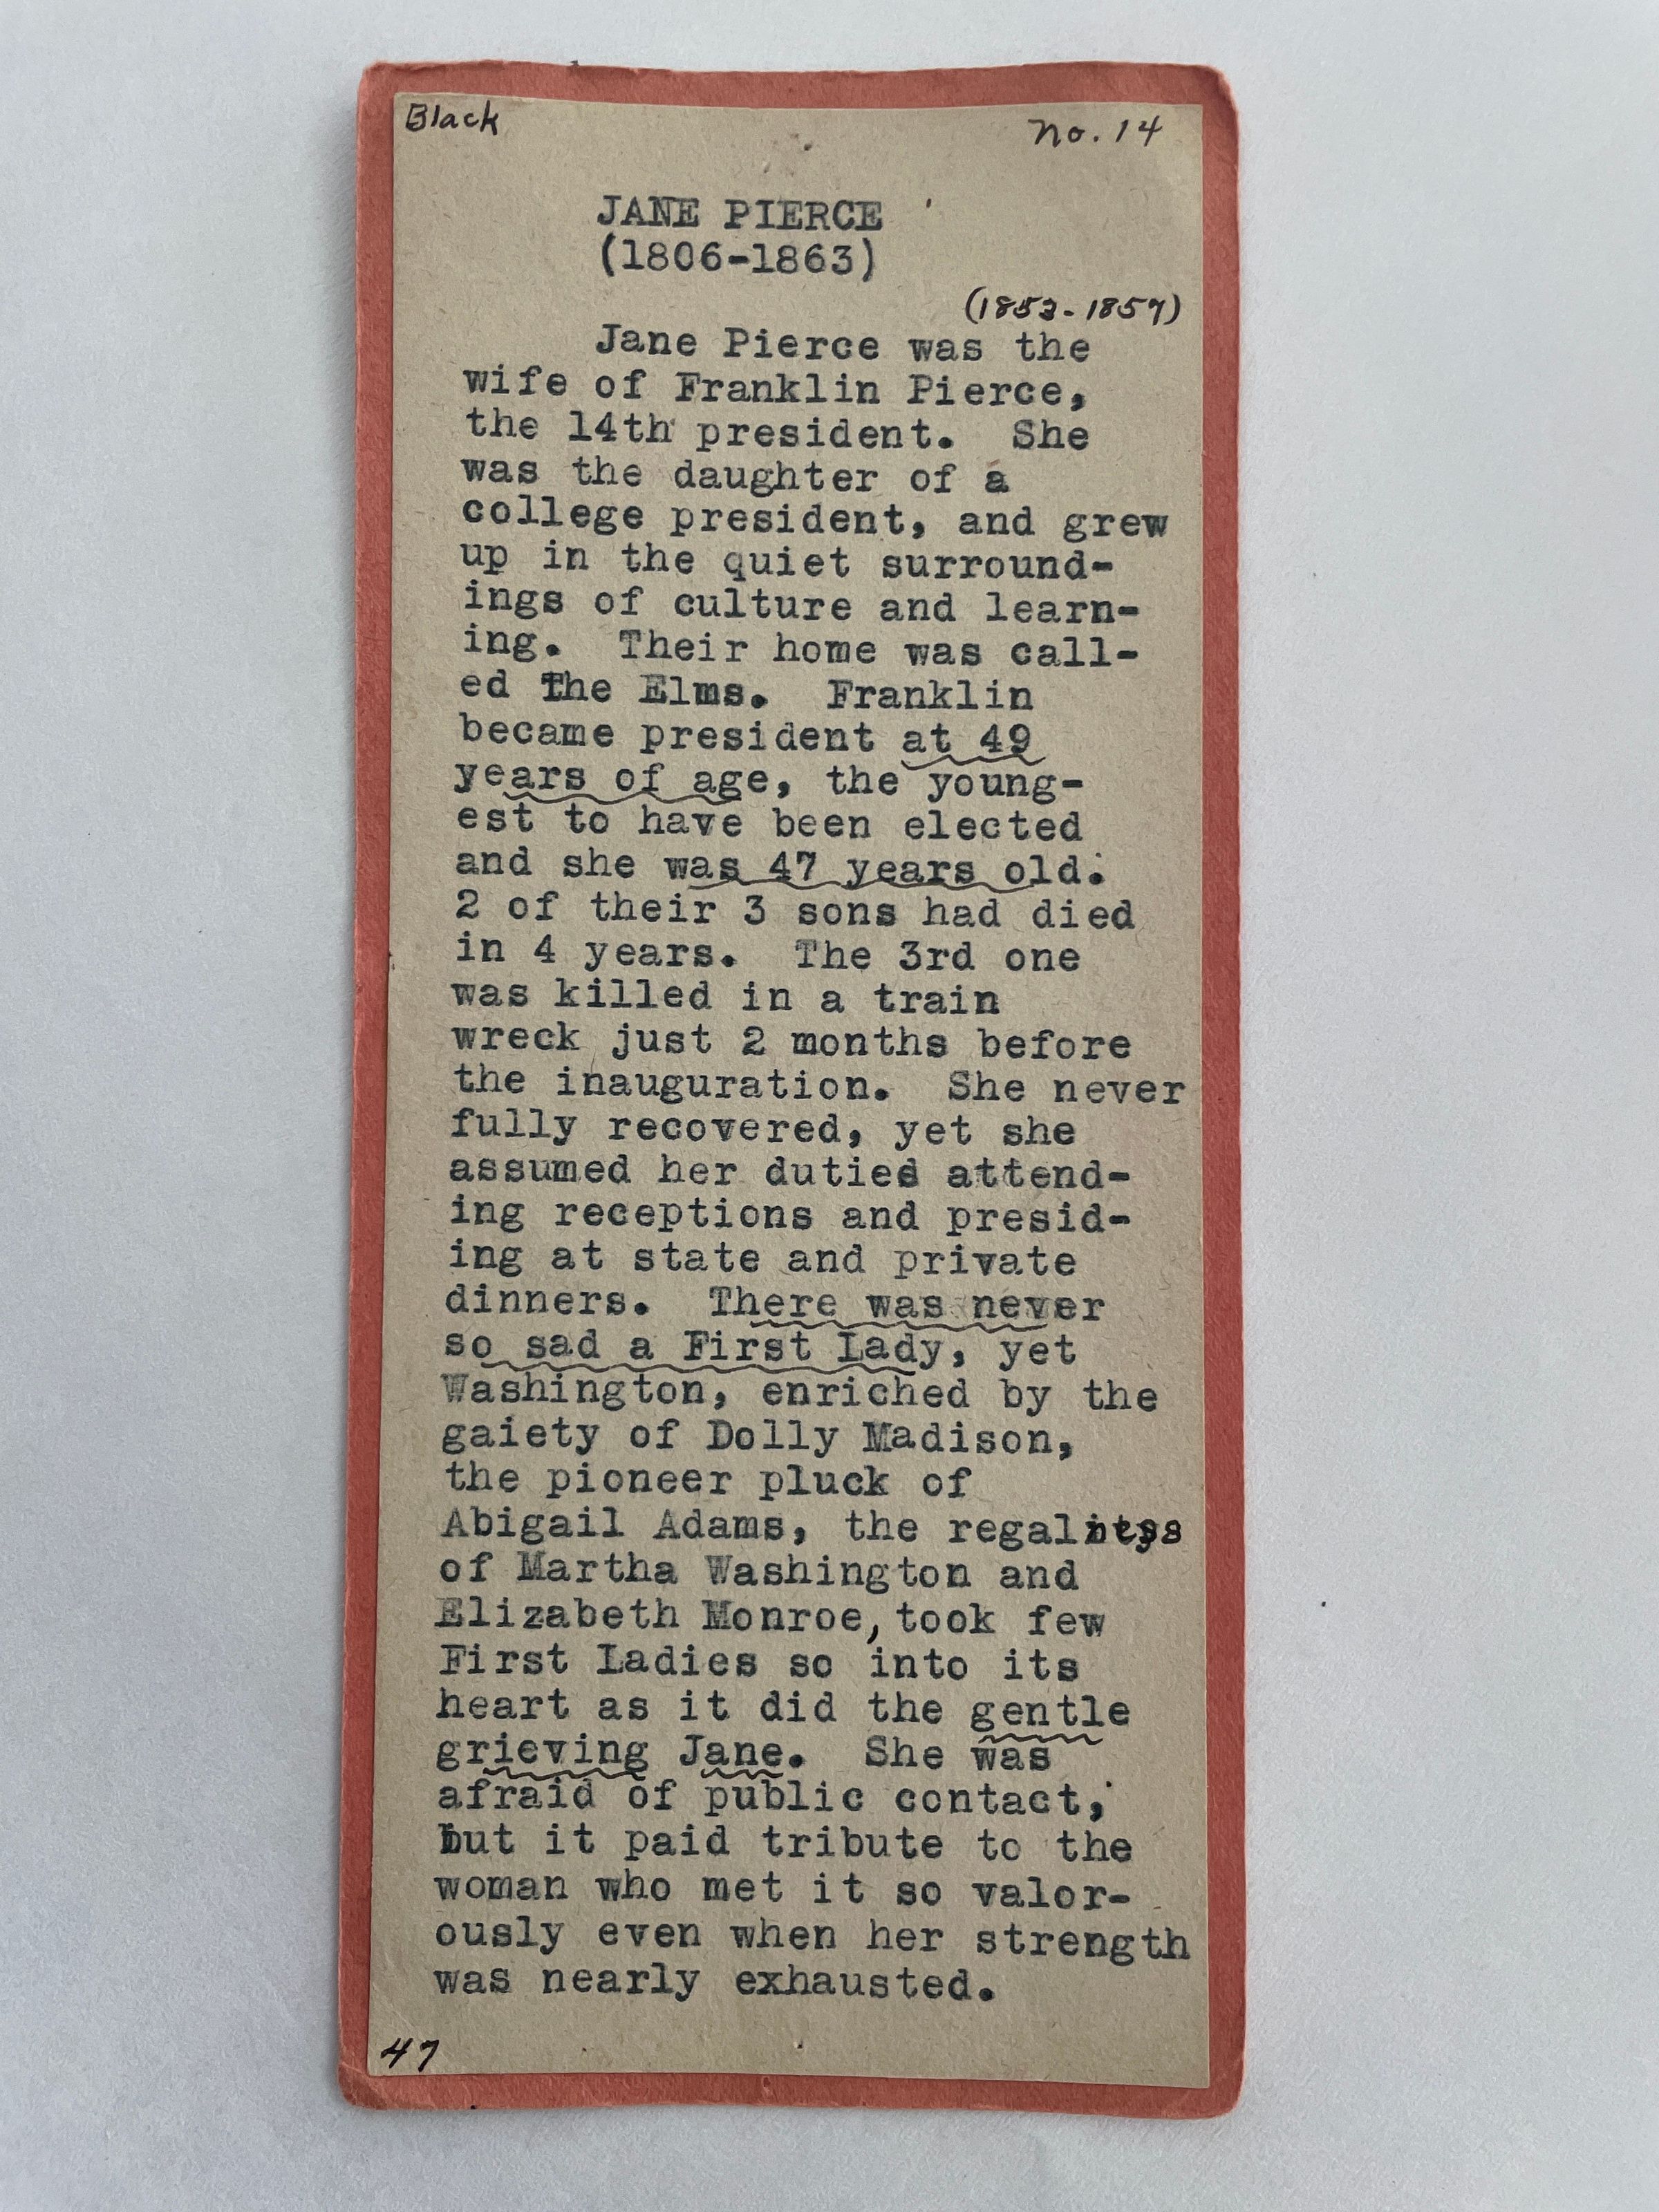 Black no. 14
JANE PIERCE
(1806-1863)
(1853-1857)
Jane Pierce was the
wife of Franklin Pierce,
the 14th president. She
was the daughter of a
college president, and grew
up in the quiet surround-
ings of culture and learn-
ing. Their home was call-
ed The Elms. Franklin
became president at 49
years of age, the young-
est to have been elected
and she was 47 years old.
2 of their 3 sons had died
in 4 years. The 3rd one
was killed in a train
wreck just 2 months before
the inauguration. She never
fully recovered, yet she
assumed her duties attend-
ing receptions and presid-
ing at state and private
dinners. There was never
so sad a First Lady, yet
Washington, enriched by the
gaiety of Dolly Madison,
the pioneer pluck of
Abigail Adams, the
of Martha Washington and
Elizabeth Monroe, took few
First Ladies so into its
heart as it did the gentle
grieving Jane. She was
afraid of public contact,
but it paid tribute to the
woman who met it so valor-
ously even when her strength
was nearly exhausted.
47